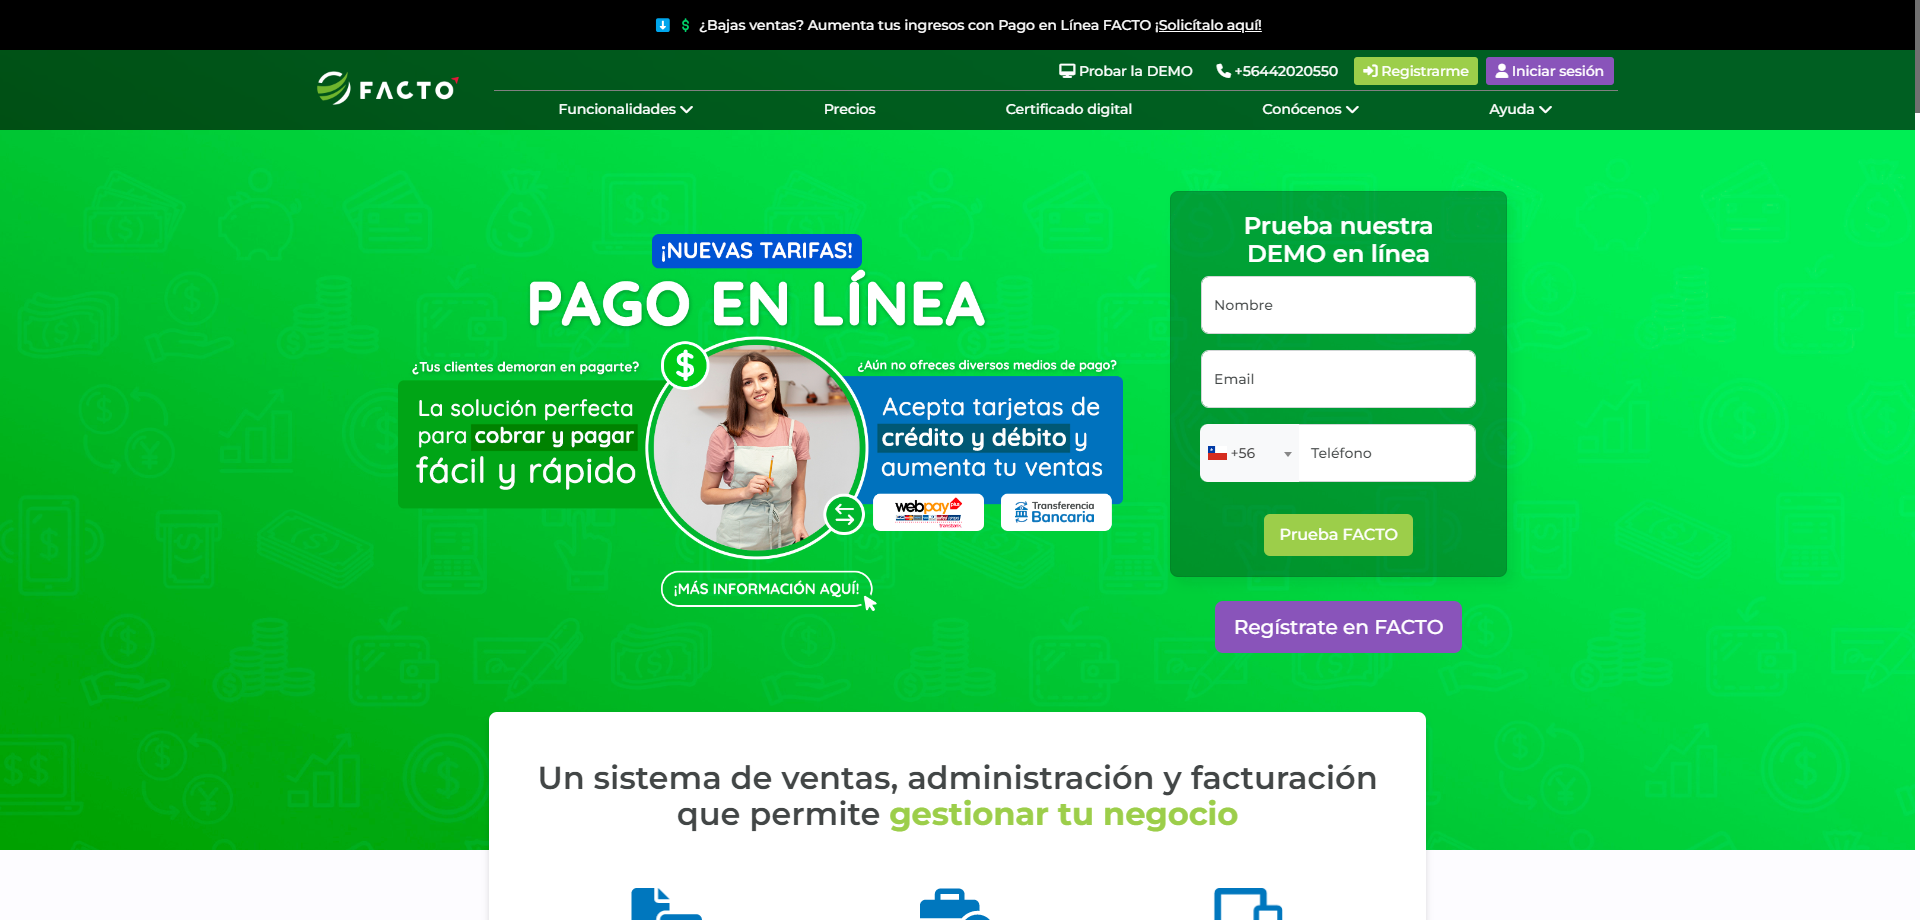 ¿Bajas ventas? Aumenta tus ingresos con Pago en Línea FACTO ¡Solicítalo aquí!
Probar la DEMO
+56442020550
Registrarme
Iniciar sesión
FACTO
Funcionalidades
Precios
Certificado digital
Conócenos
Ayuda
¡NUEVAS TARIFAS!
PAGO EN LÍNEA
¿Tus clientes demoran en pagarte?
La solución perfecta
para cobrar y pagar
fácil y rápido
$
¿Aún no ofreces diversos medios de pago?
Acepta tarjetas de
crédito y débito y
aumenta tu ventas
webpay plus
Transferencia
Bancaria
¡MÁS INFORMACIÓN AQUÍ!
Prueba nuestra
DEMO en línea
Nombre
Email
+56
Teléfono
Prueba FACTO
Regístrate en FACTO
Un sistema de ventas, administración y facturación
que permite gestionar tu negocio